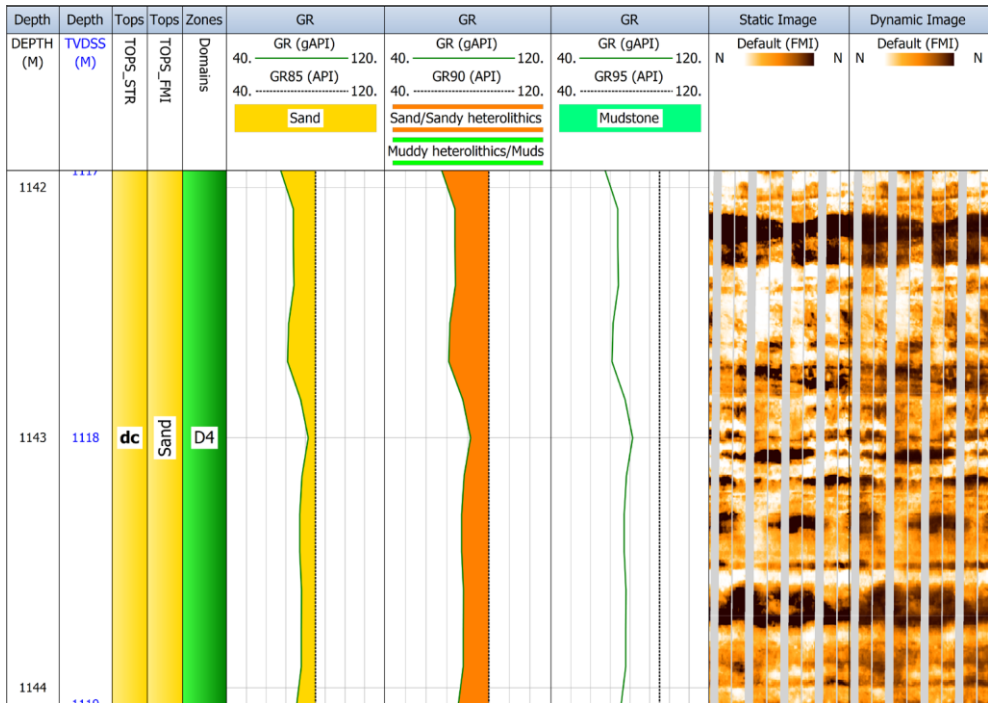 Depth Depth Tops Tops Zones GR GR GR Static Image Dynamic Image
DEPTH (M)
TVDSS (M)
TOPS_STR
TOPS_FMI
Domains
GR (gAPI)
40. 120.
GR85 (API)
40. 120.
Sand
GR (gAPI)
40. 120.
GR90 (API)
40. 120.
Sand/Sandy heterolithics
Muddy heterolithics/Muds
GR (gAPI)
40. 120.
GR95 (API)
40. 120.
Mudstone
Default (FMI)
N N
Default (FMI)
N N
1117
1142
1143 1118 dc Sand D4
1144
1119